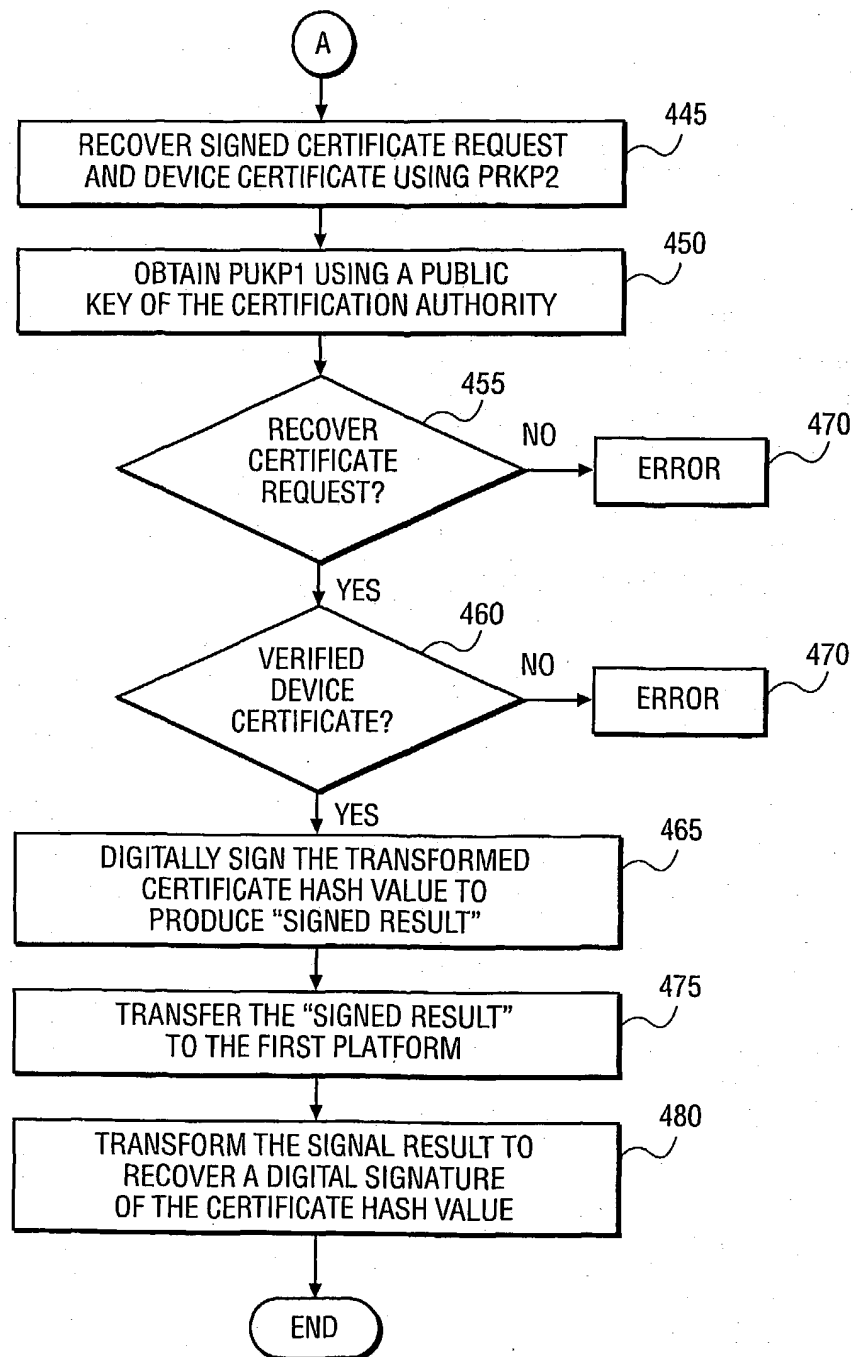 A
445
RECOVER SIGNED CERTIFICATE REQUEST
AND DEVICE CERTIFICATE USING PRKP2
450
OBTAIN PUKP1 USING A PUBLIC
KEY OF THE CERTIFICATION AUTHORITY
455
RECOVER
CERTIFICATE
REQUEST?
NO
470
ERROR
YES
460
VERIFIED
DEVICE
CERTIFICATE?
NO
470
ERROR
YES
465
DIGITALLY SIGN THE TRANSFORMED
CERTIFICATE HASH VALUE TO
PRODUCE “SIGNED RESULT”
475
TRANSFER THE “SIGNED RESULT”
TO THE FIRST PLATFORM
480
TRANSFORM THE SIGNAL RESULT TO
RECOVER A DIGITAL SIGNATURE
OF THE CERTIFICATE HASH VALUE
END